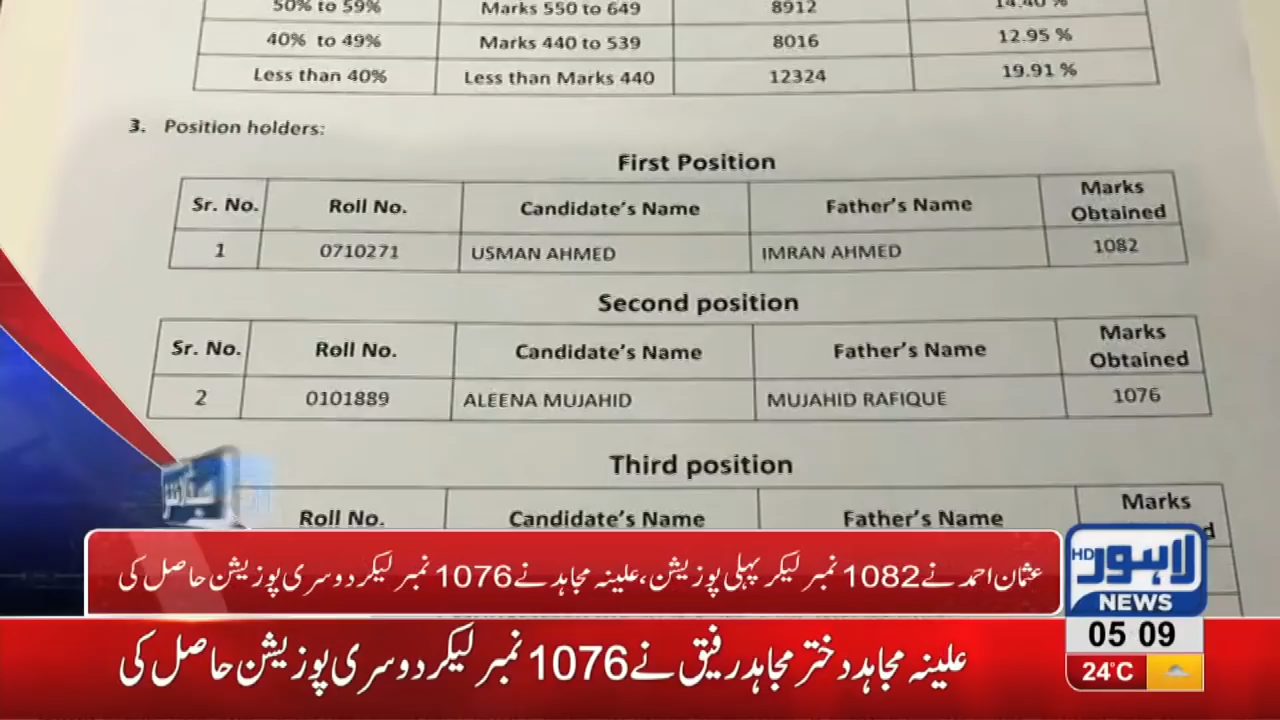 50% to 59% Marks 550 to 649 8912 14.40 %
40% to 49% Marks 440 to 539 8016 12.95 %
Less than 40% Less than Marks 440 12324 19.91 %
3. Position holders:
First Position
Sr. No. Roll No. Candidate's Name Father's Name Marks Obtained
1 0710271 USMAN AHMED IMRAN AHMED 1082
Second position
Sr. No. Roll No. Candidate's Name Father's Name Marks Obtained
2 0101889 ALEENA MUJAHID MUJAHID RAFIQUE 1076
Third position
Roll No. Candidate's Name Father's Name Marks
عثمان احمد نے 1082 نمبر لیکر پہلی پوزیشن، علینہ مجاہد نے 1076 نمبر لیکر دوسری پوزیشن حاصل کی
HD لاہور
NEWS
05 09
24°C
علینہ مجاہد دختر مجاہد رفیق نے 1076 نمبر لیکر دوسری پوزیشن حاصل کی